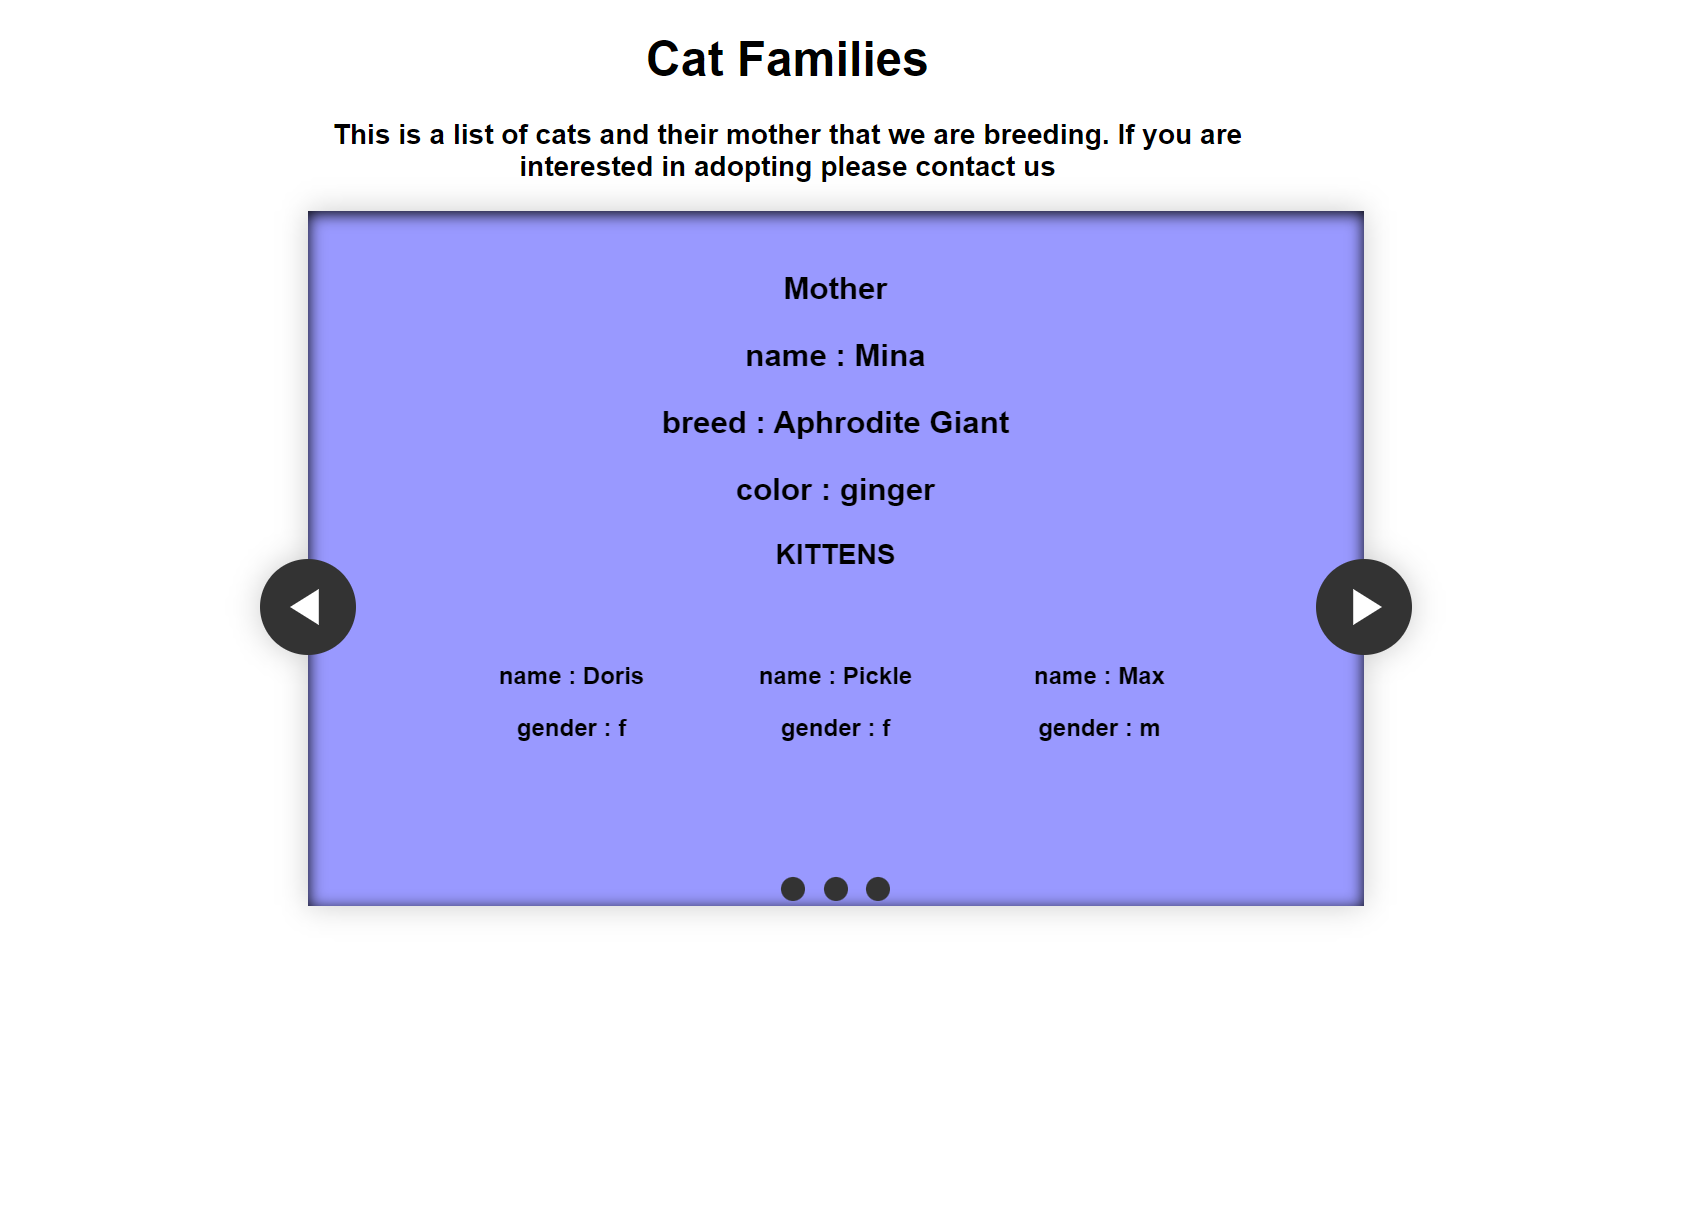 Cat Families
This is a list of cats and their mother that we are breeding. If you are
interested in adopting please contact us
Mother
name : Mina
breed : Aphrodite Giant
color : ginger
KITTENS
name : Doris name : Pickle name : Max
gender : f gender : f gender : m